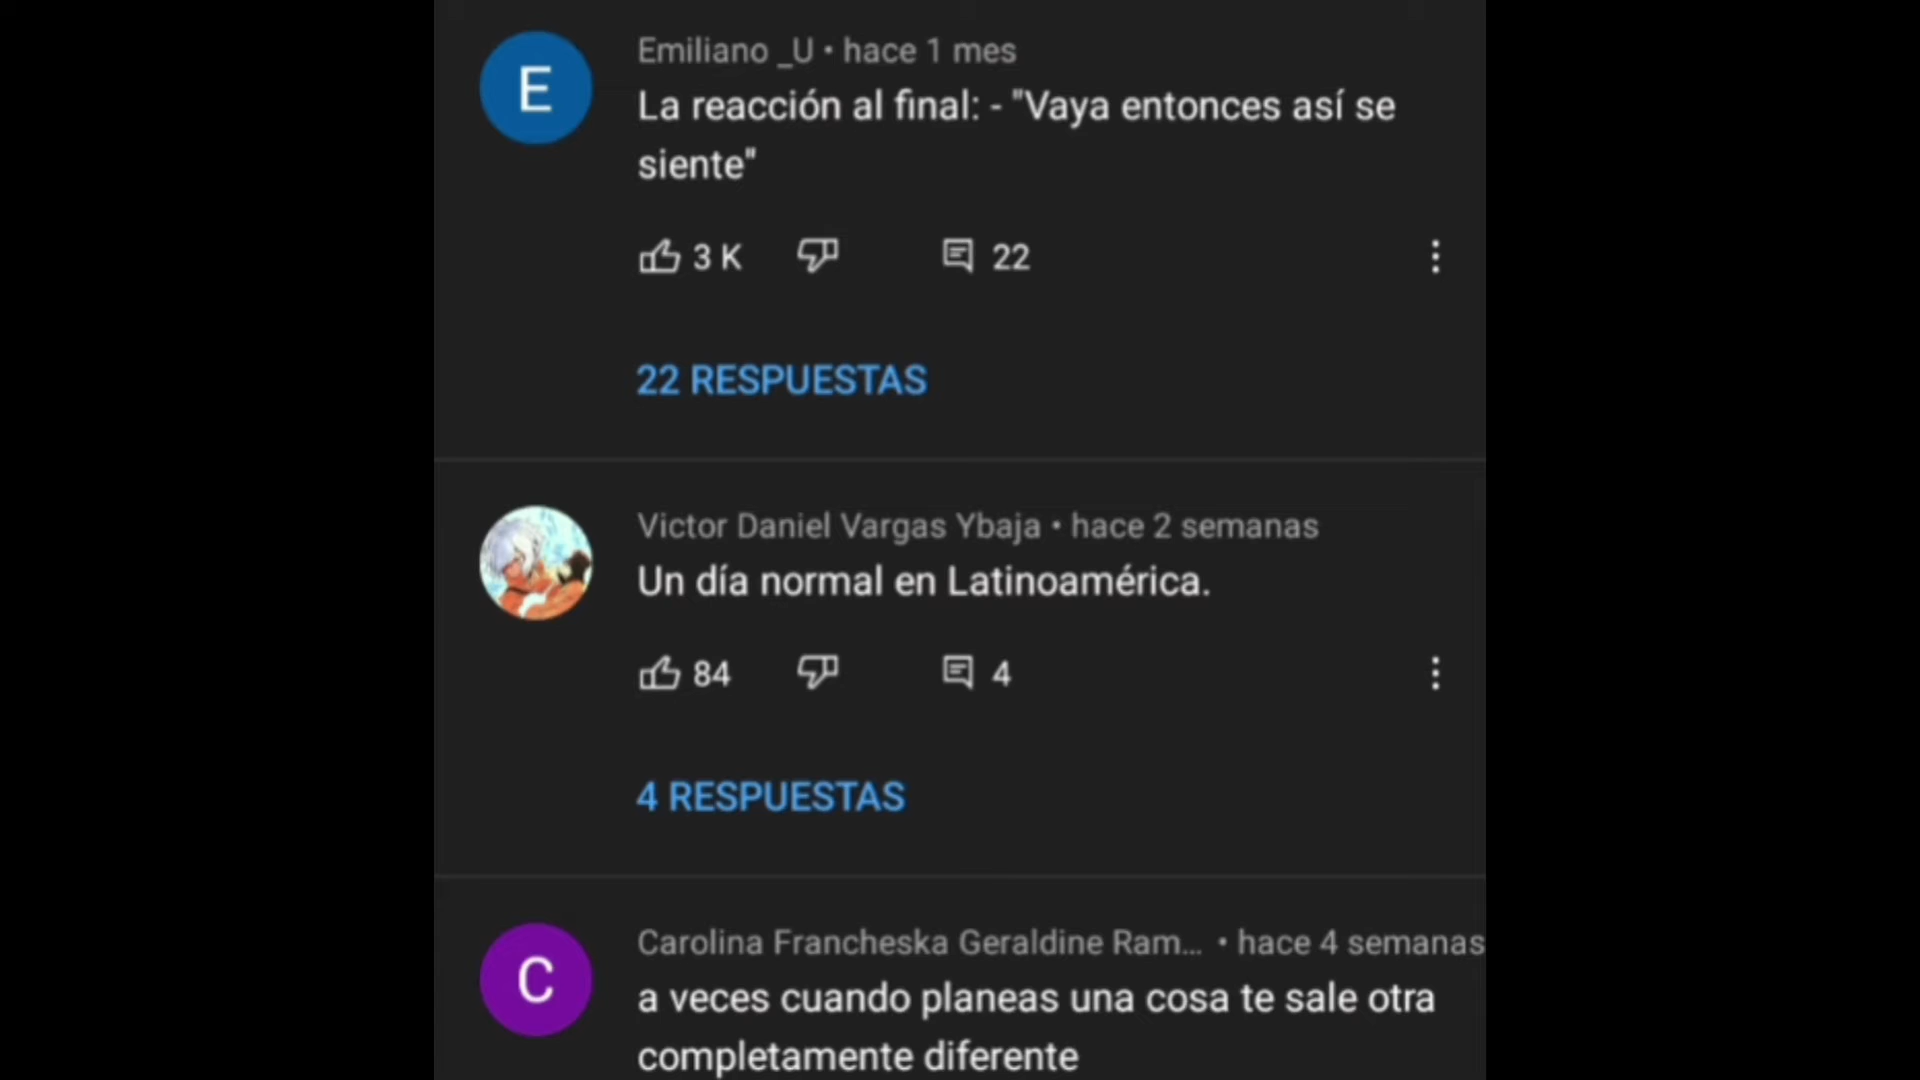 E
Emiliano _U • hace 1 mes
La reacción al final: - "Vaya entonces así se
siente"
3 K
22
22 RESPUESTAS
Victor Daniel Vargas Ybaja • hace 2 semanas
Un día normal en Latinoamérica.
84
4
4 RESPUESTAS
C
Carolina Francheska Geraldine Ram... • hace 4 semanas
a veces cuando planeas una cosa te sale otra
completamente diferente